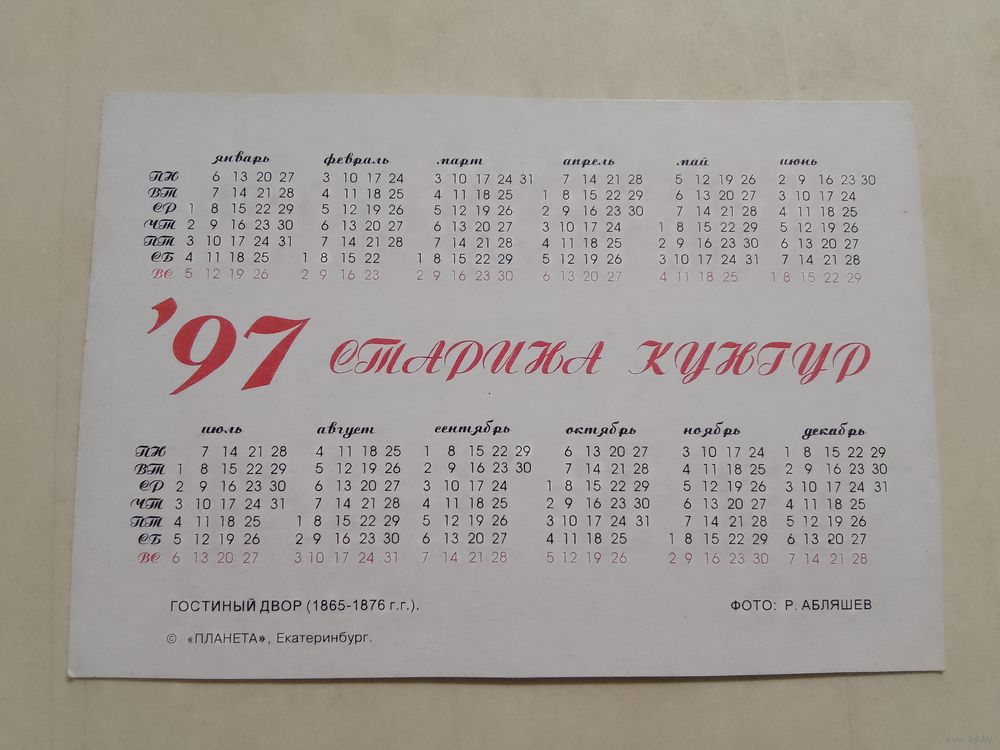 январь февраль март апрель май июнь
ПН 6 13 20 27 3 10 17 24 3 10 17 24 31 7 14 21 28 5 12 19 26 2 9 16 23 30
ВТ 7 14 21 28 4 11 18 25 4 11 18 25 1 8 15 22 29 6 13 20 27 3 10 17 24
СР 1 8 15 22 29 5 12 19 26 5 12 19 26 2 9 16 23 30 7 14 21 28 4 11 18 25
ЧТ 2 9 16 23 30 6 13 20 27 6 13 20 27 3 10 17 24 1 8 15 22 29 5 12 19 26
ПТ 3 10 17 24 31 7 14 21 28 7 14 21 28 4 11 18 25 2 9 16 23 30 6 13 20 27
СБ 4 11 18 25 1 8 15 22 1 8 15 22 29 5 12 19 26 3 10 17 24 31 7 14 21 28
ВС 5 12 19 26 2 9 16 23 2 9 16 23 30 6 13 20 27 4 11 18 25 1 8 15 22 29
'97 СТАРИНА КУНГУР
июль август сентябрь октябрь ноябрь декабрь
ПН 7 14 21 28 4 11 18 25 1 8 15 22 29 6 13 20 27 3 10 17 24 1 8 15 22 29
ВТ 1 8 15 22 29 5 12 19 26 2 9 16 23 30 7 14 21 28 4 11 18 25 2 9 16 23 30
СР 2 9 16 23 30 6 13 20 27 3 10 17 24 1 8 15 22 29 5 12 19 26 3 10 17 24 31
ЧТ 3 10 17 24 31 7 14 21 28 4 11 18 25 2 9 16 23 30 6 13 20 27 4 11 18 25
ПТ 4 11 18 25 1 8 15 22 29 5 12 19 26 3 10 17 24 31 7 14 21 28 5 12 19 26
СБ 5 12 19 26 2 9 16 23 30 6 13 20 27 4 11 18 25 1 8 15 22 29 6 13 20 27
ВС 6 13 20 27 3 10 17 24 31 7 14 21 28 5 12 19 26 2 9 16 23 30 7 14 21 28
ГОСТИНЫЙ ДВОР (1865-1876 г.г.). ФОТО: Р. АБЛЯШЕВ
© «ПЛАНЕТА», Екатеринбург.
www.ay.by